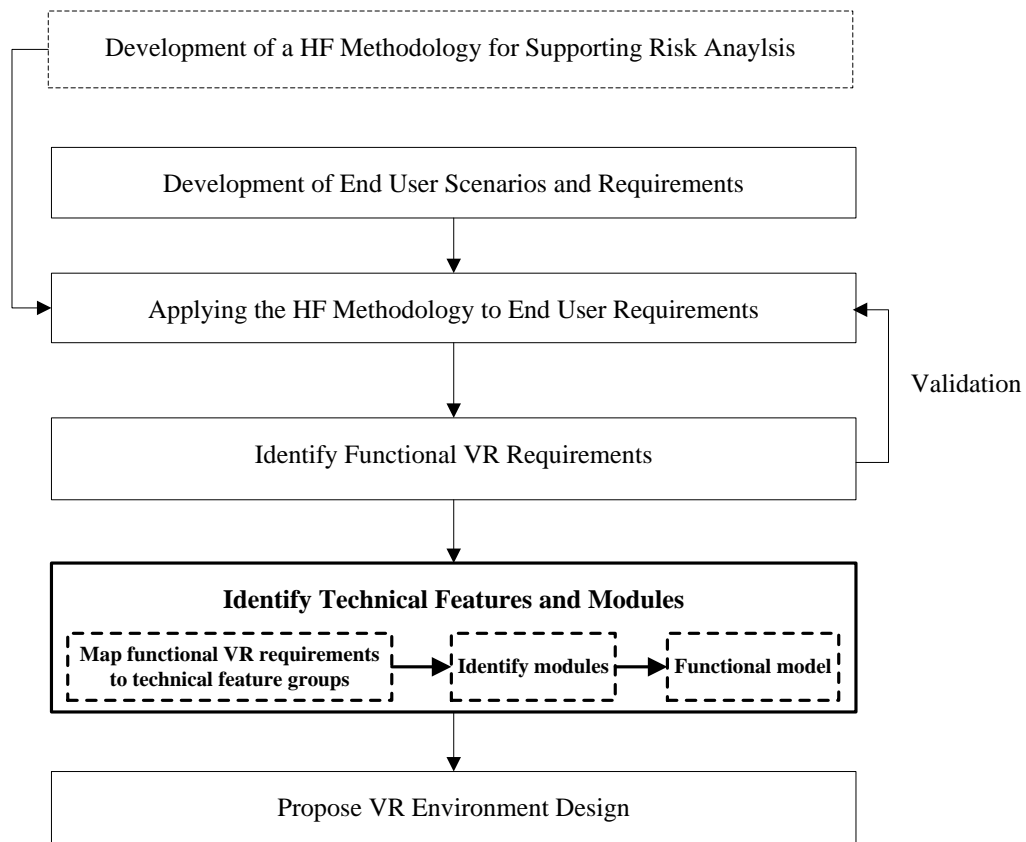 Development of a HF Methodology for Supporting Risk Anaylsis
Development of End User Scenarios and Requirements
Applying the HF Methodology to End User Requirements
Validation
Identify Functional VR Requirements
Identify Technical Features and Modules
Map functional VR requirements
to technical feature groups
Identify modules
Functional model
Propose VR Environment Design